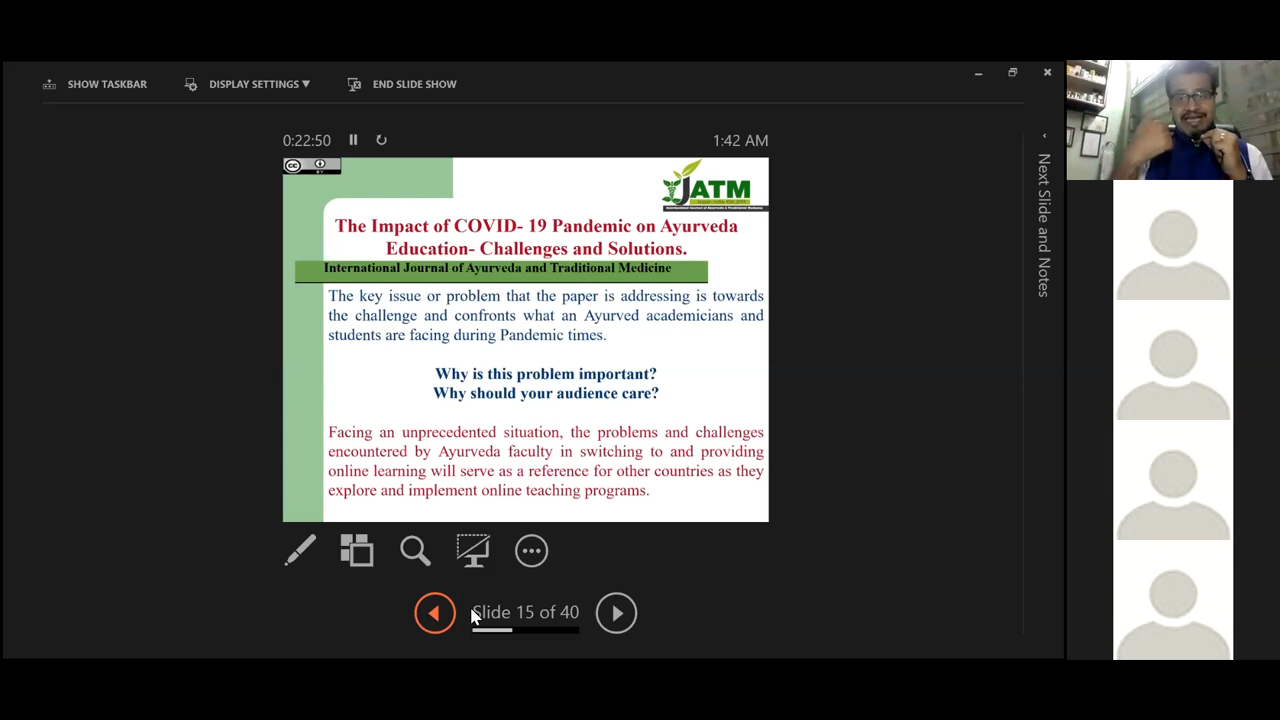 SHOW TASKBAR DISPLAY SETTINGS ▼ END SLIDE SHOW
0:22:50 1:42 AM
cc BY
JATM
The Impact of COVID- 19 Pandemic on Ayurveda
Education- Challenges and Solutions.
International Journal of Ayurveda and Traditional Medicine
The key issue or problem that the paper is addressing is towards
the challenge and confronts what an Ayurved academicians and
students are facing during Pandemic times.
Why is this problem important?
Why should your audience care?
Facing an unprecedented situation, the problems and challenges
encountered by Ayurveda faculty in switching to and providing
online learning will serve as a reference for other countries as they
explore and implement online teaching programs.
Slide 15 of 40
Next Slide and Notes